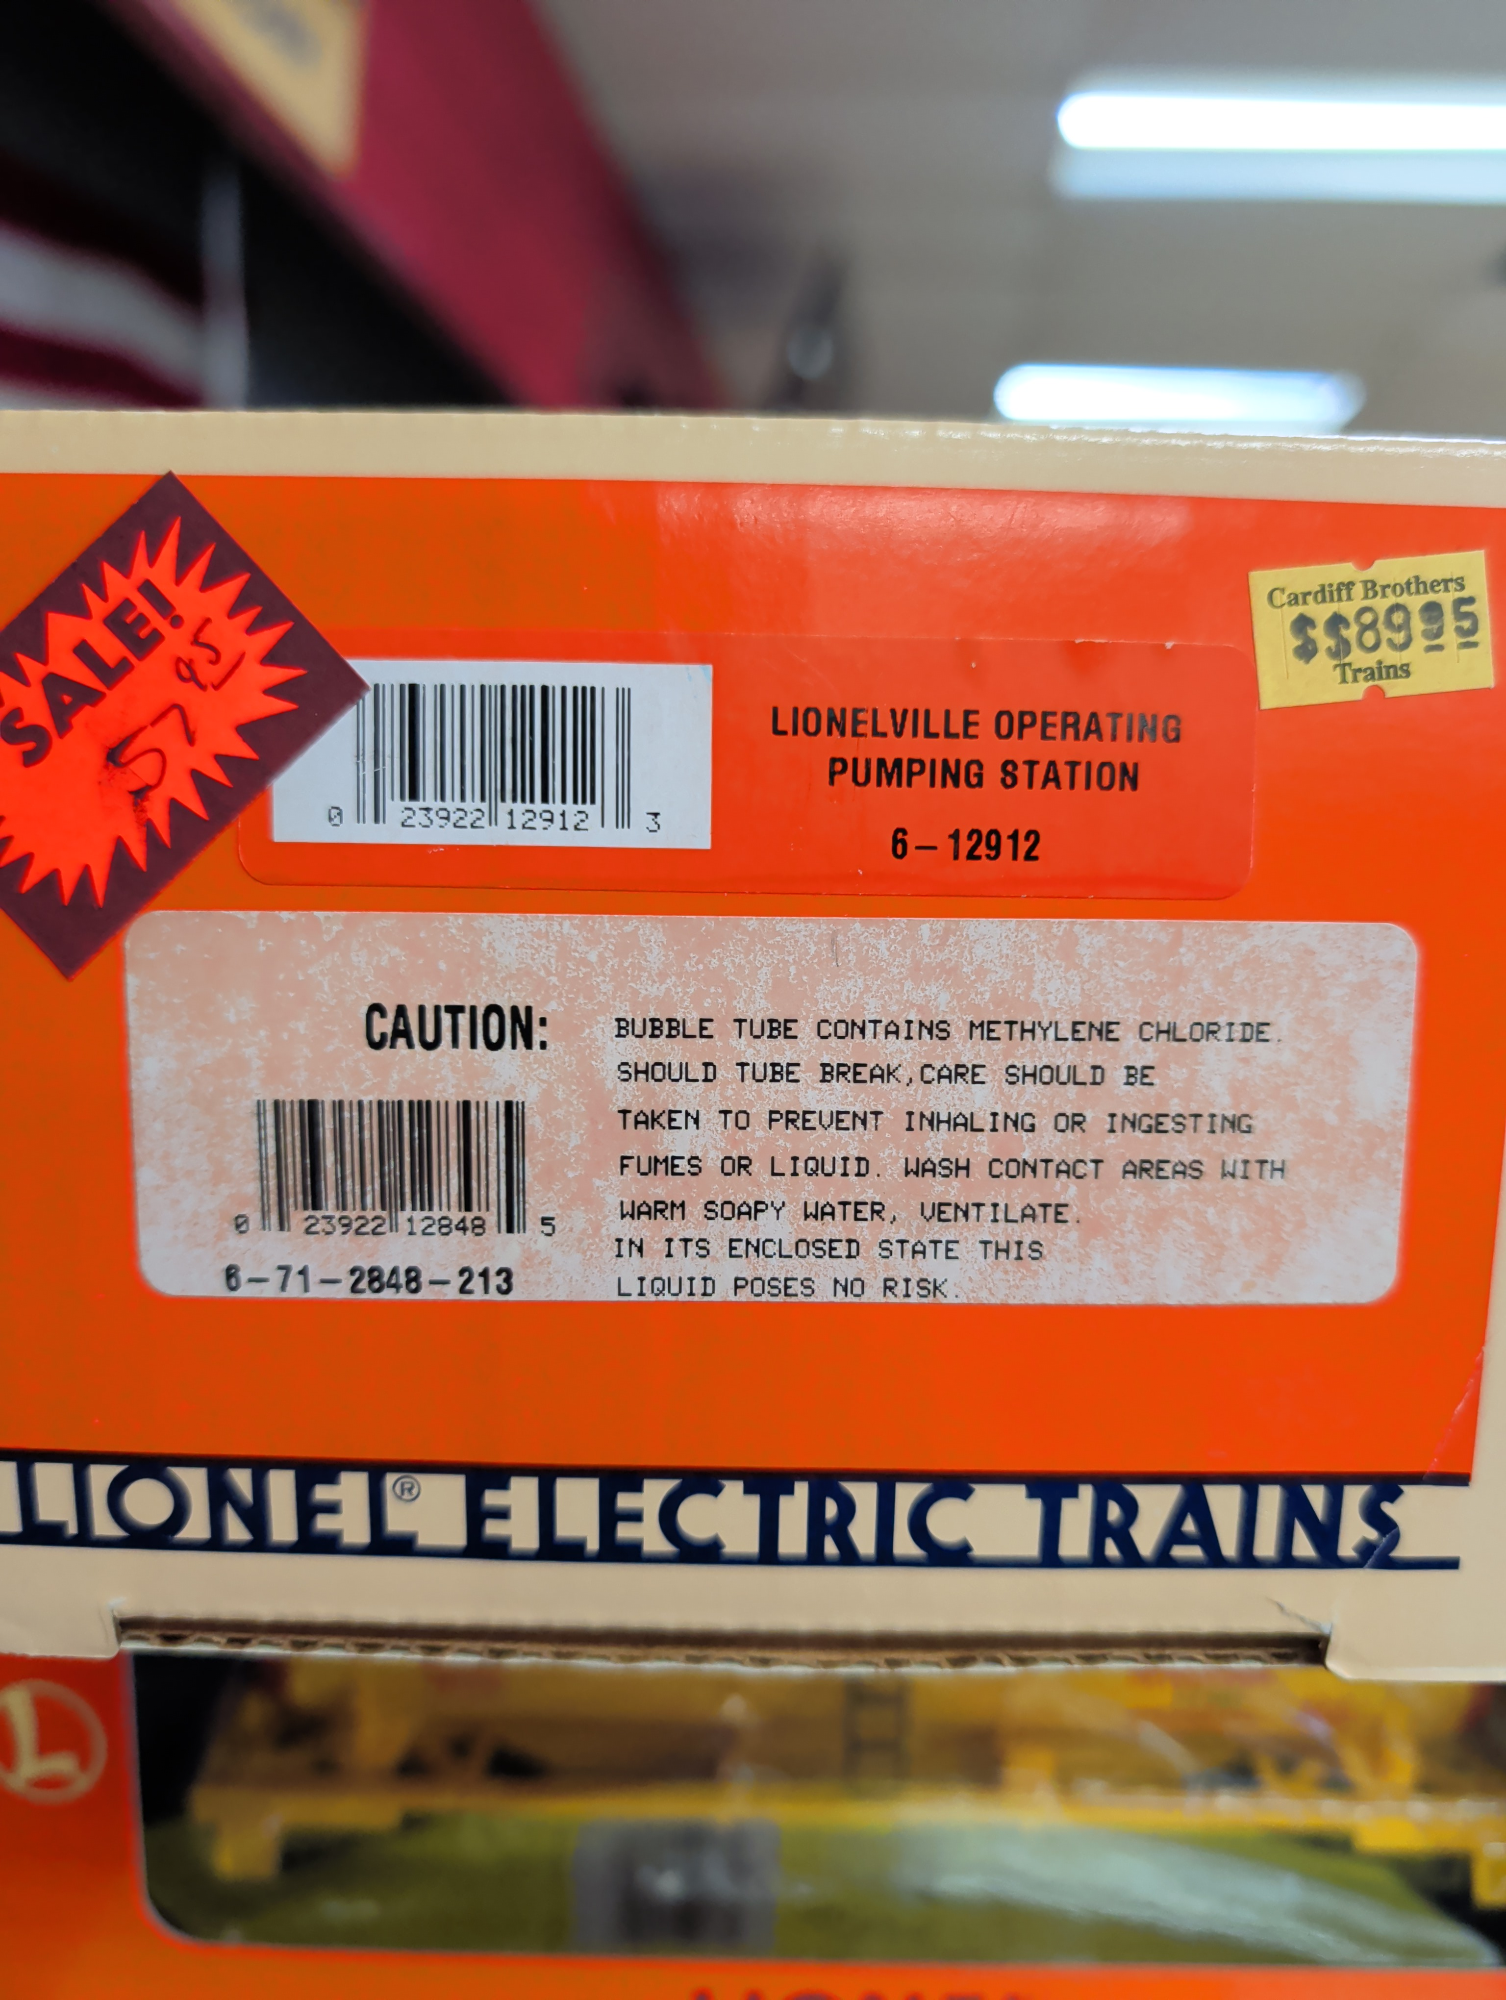 SALE!
Cardiff Brothers
$$89 95
Trains
0 23922 12912 3
LIONELVILLE OPERATING
PUMPING STATION
6-12912
CAUTION:
BUBBLE TUBE CONTAINS METHYLENE CHLORIDE.
SHOULD TUBE BREAK,CARE SHOULD BE
TAKEN TO PREVENT INHALING OR INGESTING
FUMES OR LIQUID. WASH CONTACT AREAS WITH
WARM SOAPY WATER, VENTILATE.
IN ITS ENCLOSED STATE THIS
LIQUID POSES NO RISK.
0 23922 12848 5
6-71-2848-213
LIONEL® ELECTRIC TRAINS
L